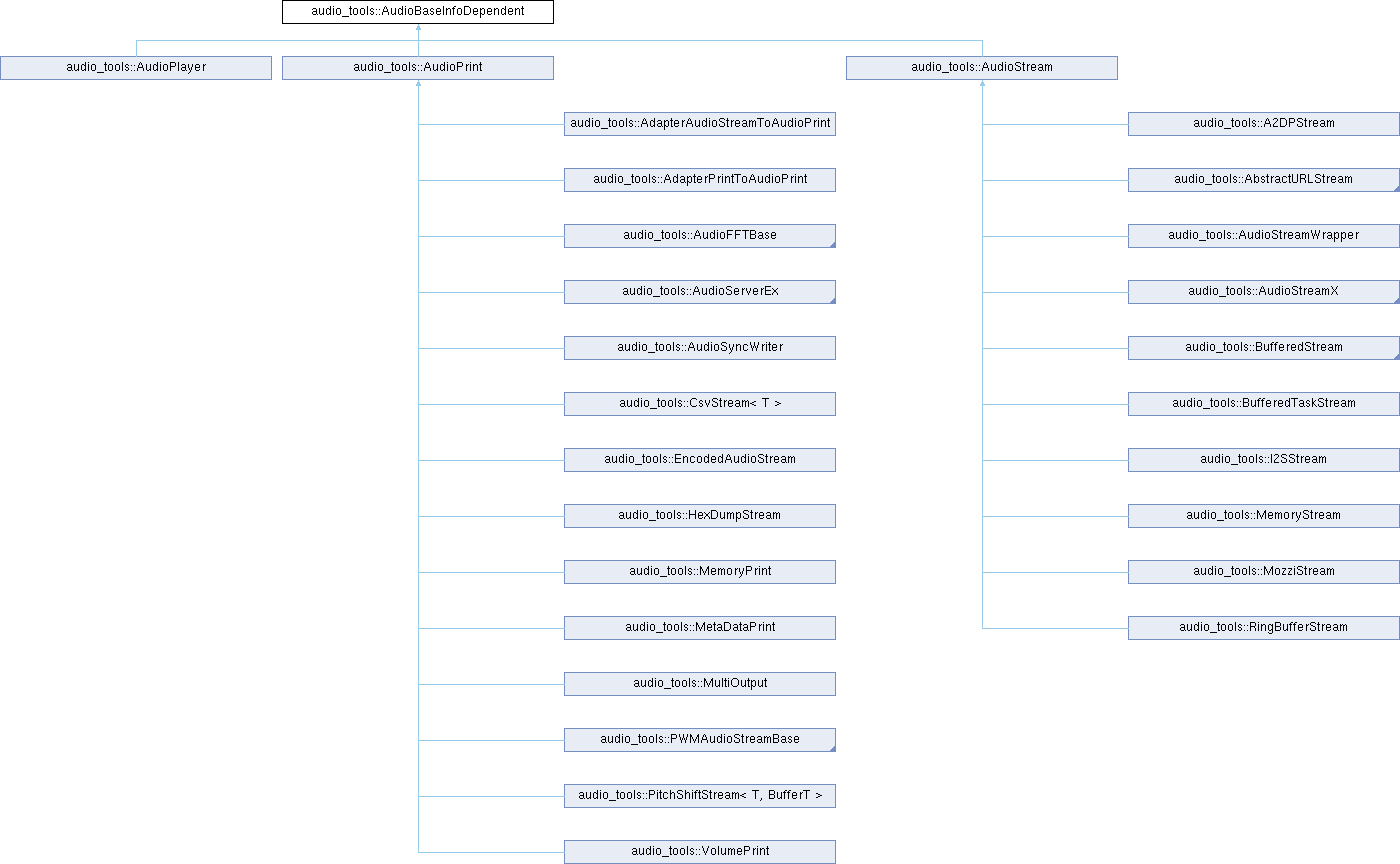 audio_tools::AudioBaseInfoDependent
audio_tools::AudioPlayer
audio_tools::AudioPrint
audio_tools::AudioStream
audio_tools::AdapterAudioStreamToAudioPrint
audio_tools::AdapterPrintToAudioPrint
audio_tools::AudioFFTBase
audio_tools::AudioServerEx
audio_tools::AudioSyncWriter
audio_tools::CsvStream< T >
audio_tools::EncodedAudioStream
audio_tools::HexDumpStream
audio_tools::MemoryPrint
audio_tools::MetaDataPrint
audio_tools::MultiOutput
audio_tools::PWMAudioStreamBase
audio_tools::PitchShiftStream< T, BufferT >
audio_tools::VolumePrint
audio_tools::A2DPStream
audio_tools::AbstractURLStream
audio_tools::AudioStreamWrapper
audio_tools::AudioStreamX
audio_tools::BufferedStream
audio_tools::BufferedTaskStream
audio_tools::I2SStream
audio_tools::MemoryStream
audio_tools::MozziStream
audio_tools::RingBufferStream